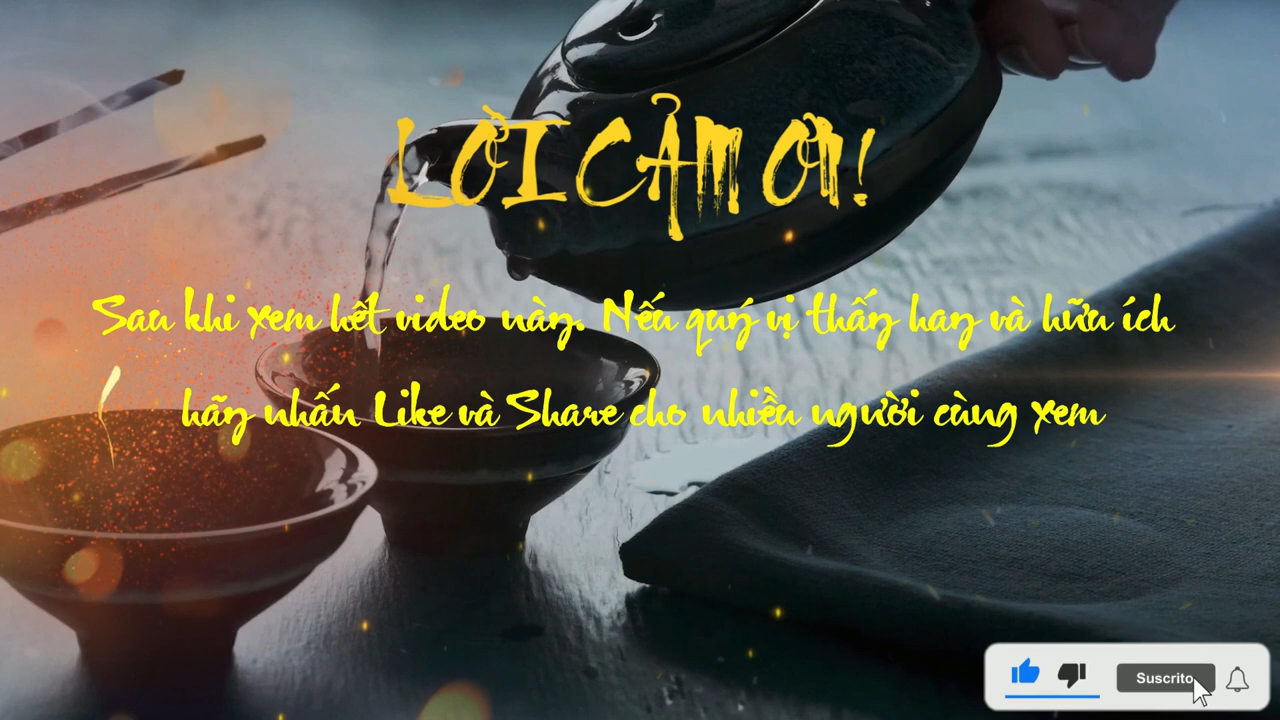 LỜI CẢM ƠN!
Sau khi xem hết video này. Nếu quý vị thấy hay và hữu ích
hãy nhấn Like và Share cho nhiều người cùng xem
Suscrito